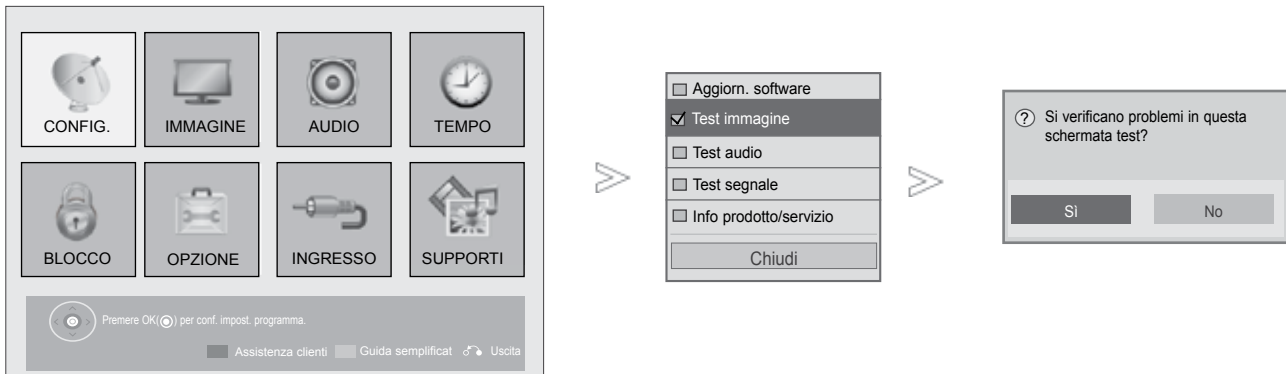 CONFIG.
IMMAGINE
AUDIO
TEMPO
BLOCCO
OPZIONE
INGRESSO
SUPPORTI
Premere OK(◉) per conf. impost. programma.
Assistenza clienti
Guida semplificat
Uscita
Aggiorn. software
Test immagine
Test audio
Test segnale
Info prodotto/servizio
Chiudi
? Si verificano problemi in questa
schermata test?
Sì
No